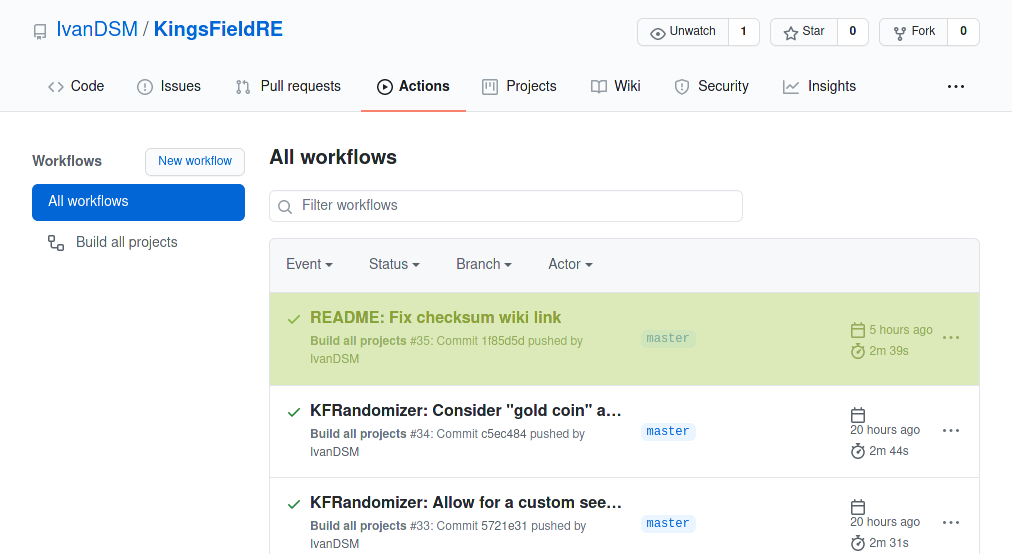 IvanDSM / KingsFieldRE
Unwatch 1 Star 0 Fork 0
Code Issues Pull requests Actions Projects Wiki Security Insights ...
Workflows
New workflow
All workflows
Build all projects
All workflows
Filter workflows
Event Status Branch Actor
README: Fix checksum wiki link
Build all projects #35: Commit 1f85d5d pushed by
IvanDSM
master
5 hours ago
2m 39s
...
KFRandomizer: Consider "gold coin" a...
Build all projects #34: Commit c5ec484 pushed by
IvanDSM
master
20 hours ago
2m 44s
...
KFRandomizer: Allow for a custom see...
Build all projects #33: Commit 5721e31 pushed by
IvanDSM
master
20 hours ago
2m 31s
...